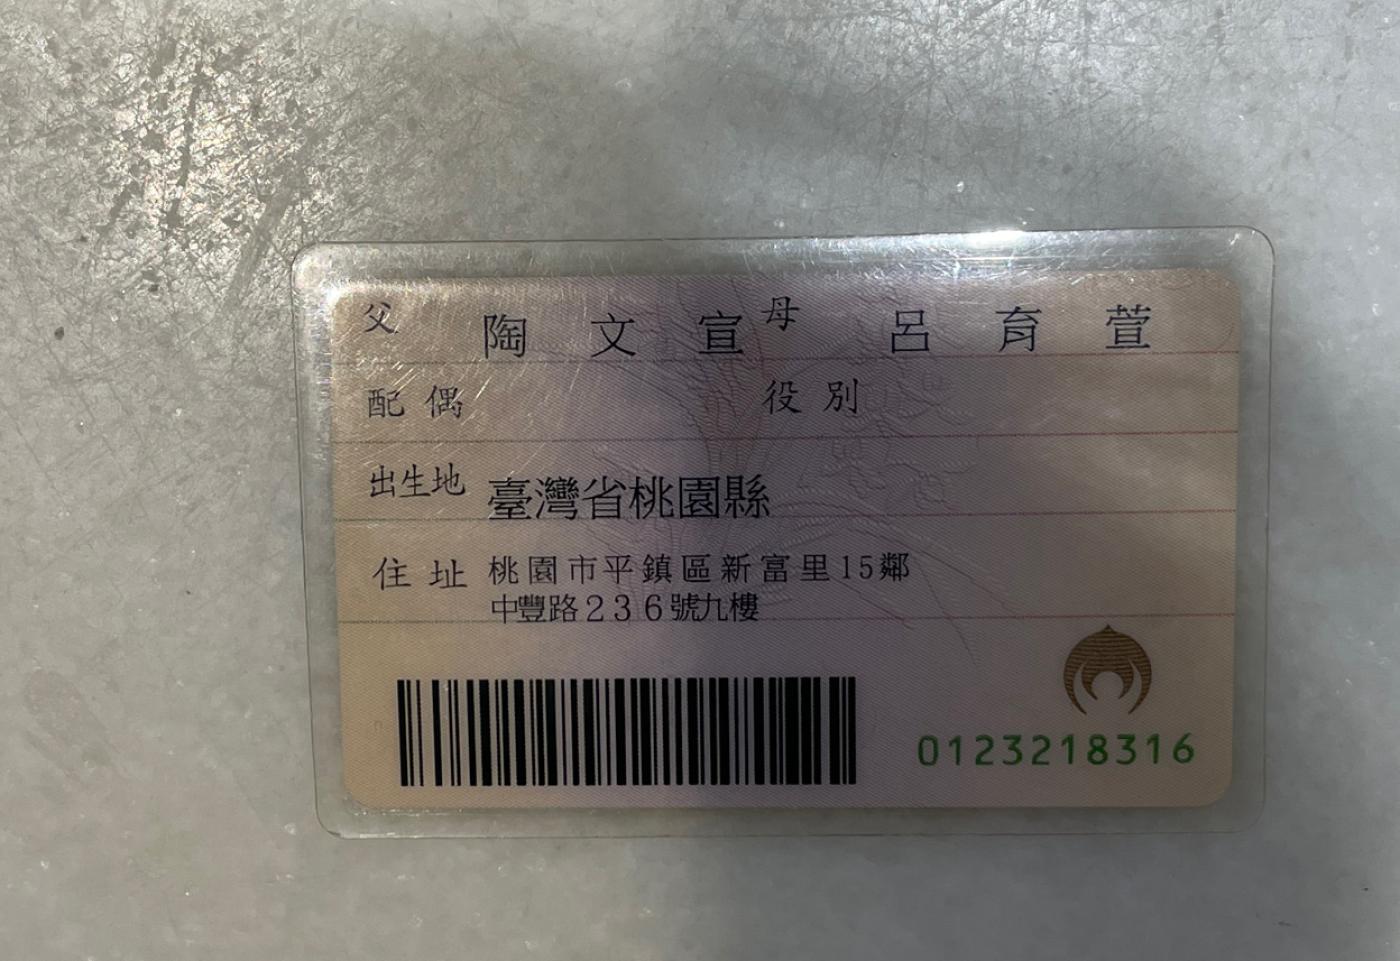 父 陶文宣 母 呂育萱
配偶 役別
出生地 臺灣省桃園縣
住址 桃園市平鎮區新富里15鄰
中豐路236號九樓
0123218316